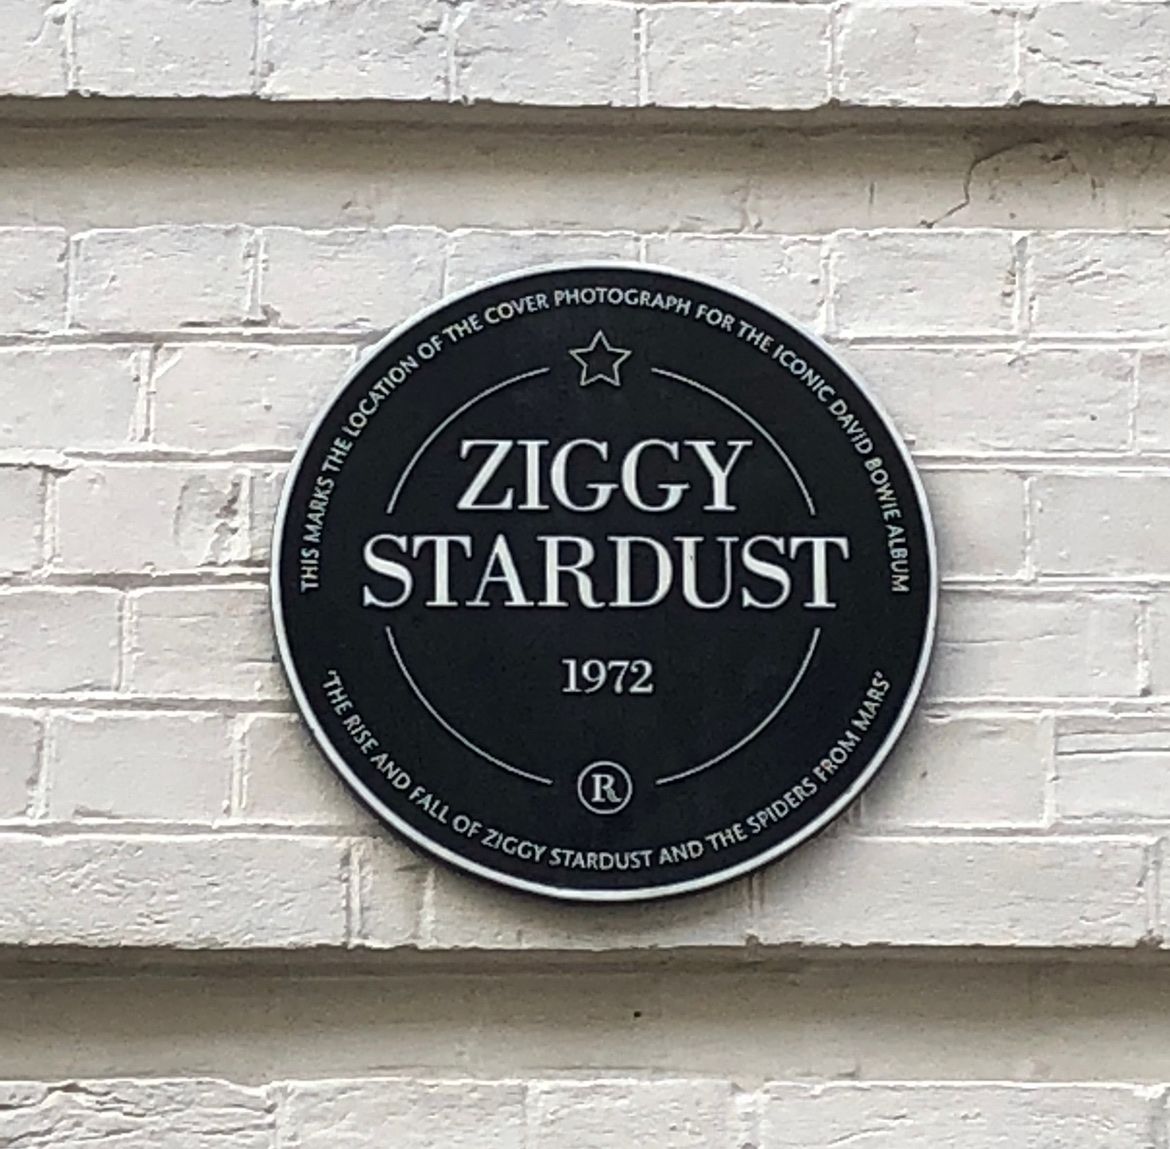 THIS MARKS THE LOCATION OF THE COVER PHOTOGRAPH FOR THE ICONIC DAVID BOWIE ALBUM
ZIGGY
STARDUST
1972
R
'THE RISE AND FALL OF ZIGGY STARDUST AND THE SPIDERS FROM MARS'